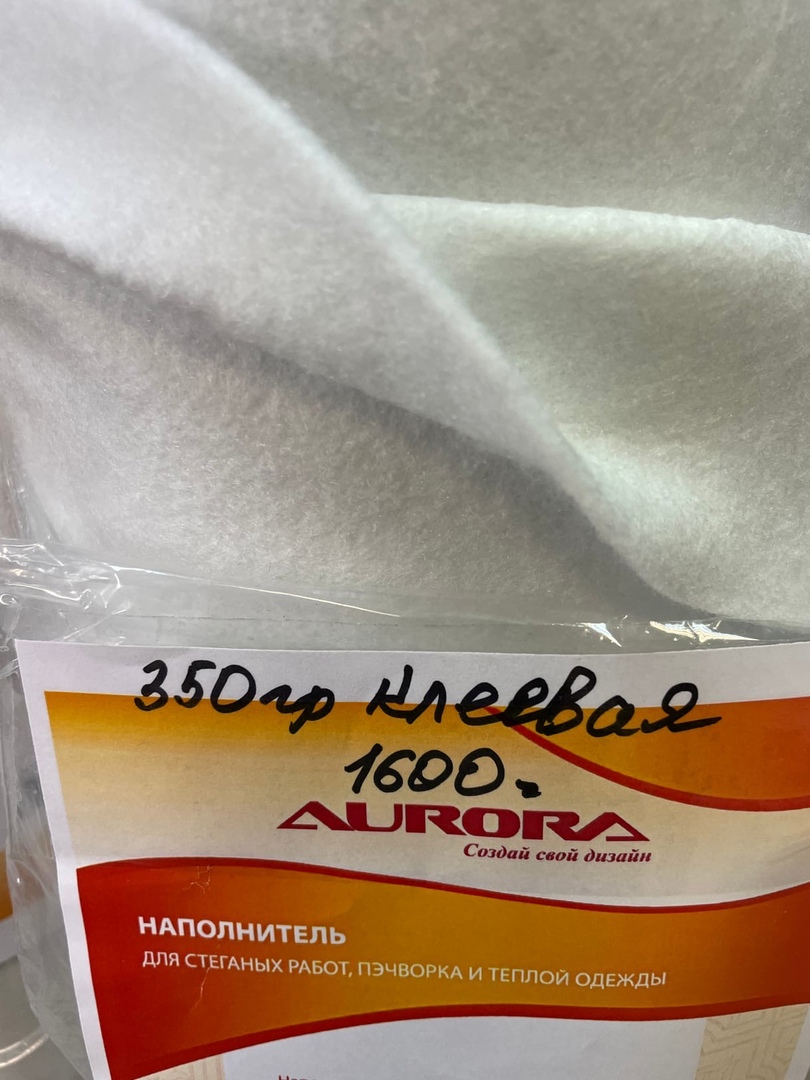 350гр клеевая
1600.
AURORA
Создай свой дизайн
НАПОЛНИТЕЛЬ
ДЛЯ СТЕГАНЫХ РАБОТ, ПЭЧВОРКА И ТЕПЛОЙ ОДЕЖДЫ